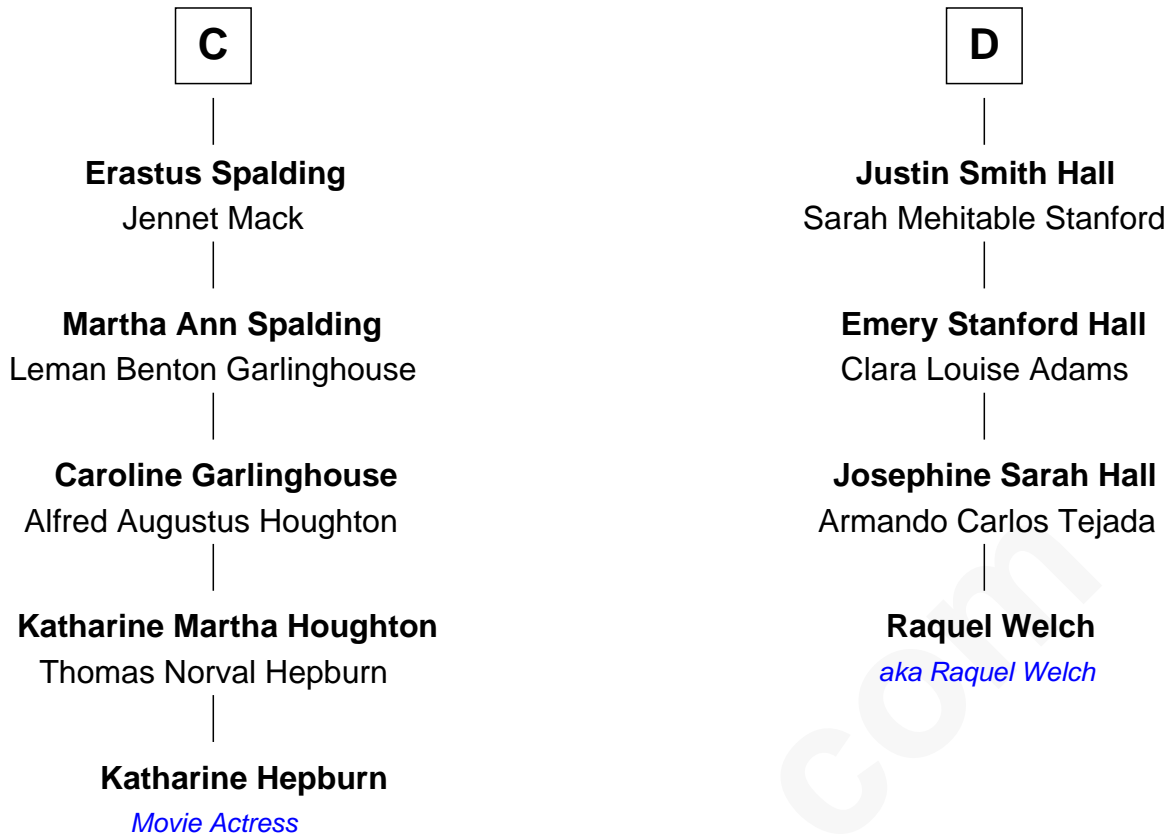 C
Erastus Spalding
Jennet Mack
Martha Ann Spalding
Leman Benton Garlinghouse
Caroline Garlinghouse
Alfred Augustus Houghton
Katharine Martha Houghton
Thomas Norval Hepburn
Katharine Hepburn
Movie Actress
D
Justin Smith Hall
Sarah Mehitable Stanford
Emery Stanford Hall
Clara Louise Adams
Josephine Sarah Hall
Armando Carlos Tejada
Raquel Welch
aka Raquel Welch
com